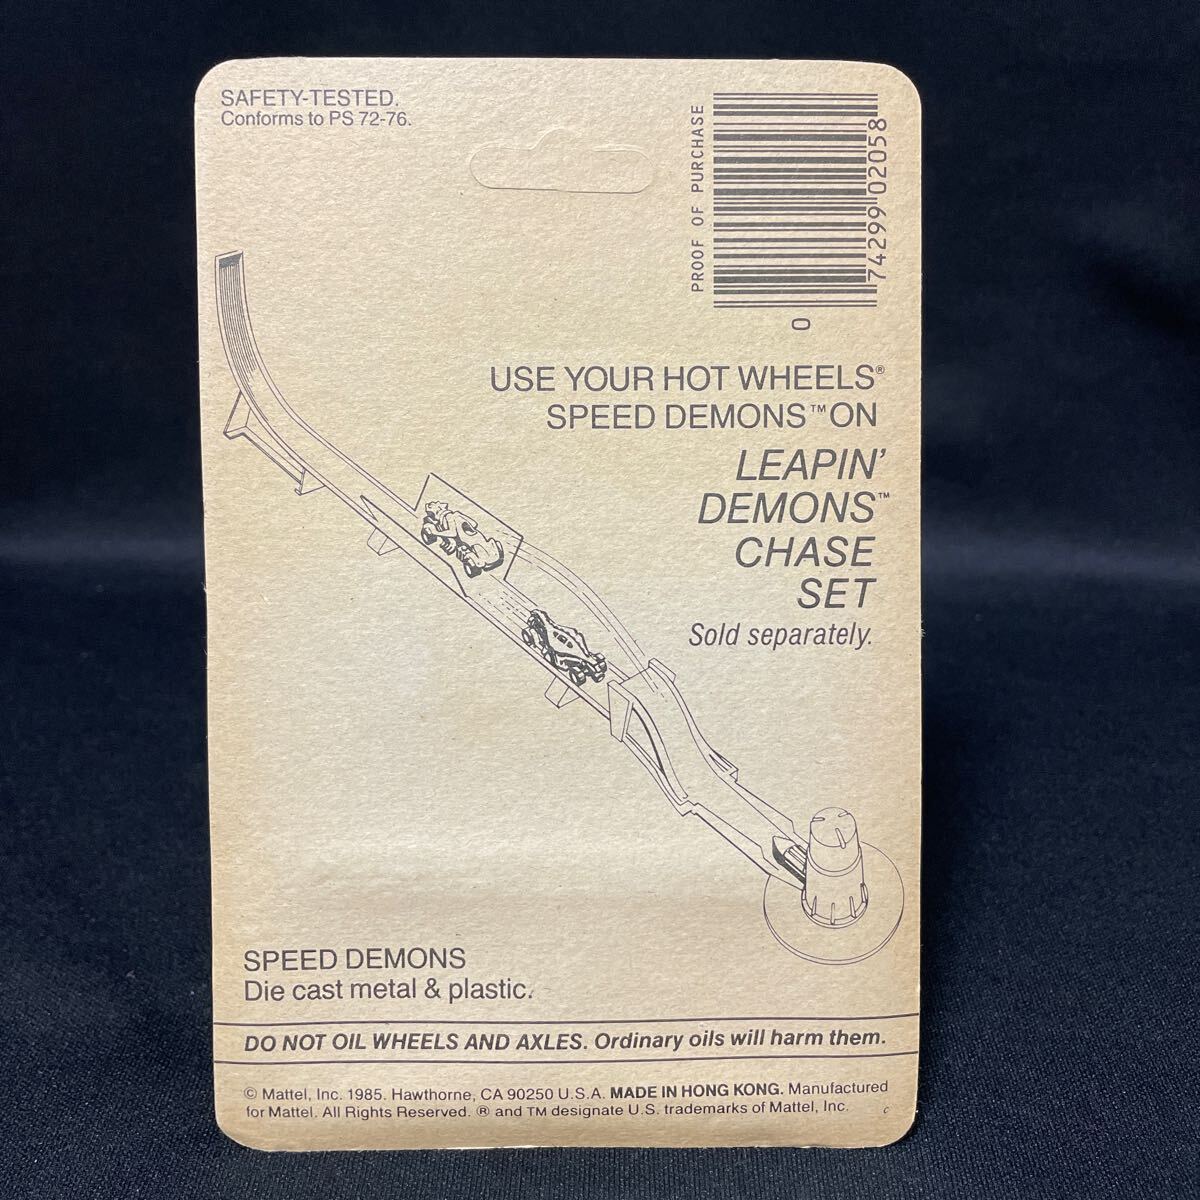 SAFETY-TESTED.
Conforms to PS 72-76.
PROOF OF PURCHASE
74299 02058
0
USE YOUR HOT WHEELS®
SPEED DEMONS™ ON
LEAPIN'
DEMONS™
CHASE
SET
Sold separately.
SPEED DEMONS
Die cast metal & plastic.
DO NOT OIL WHEELS AND AXLES. Ordinary oils will harm them.
© Mattel, Inc. 1985. Hawthorne, CA 90250 U.S.A. MADE IN HONG KONG. Manufactured
for Mattel. All Rights Reserved. ® and TM designate U.S. trademarks of Mattel, Inc.
c